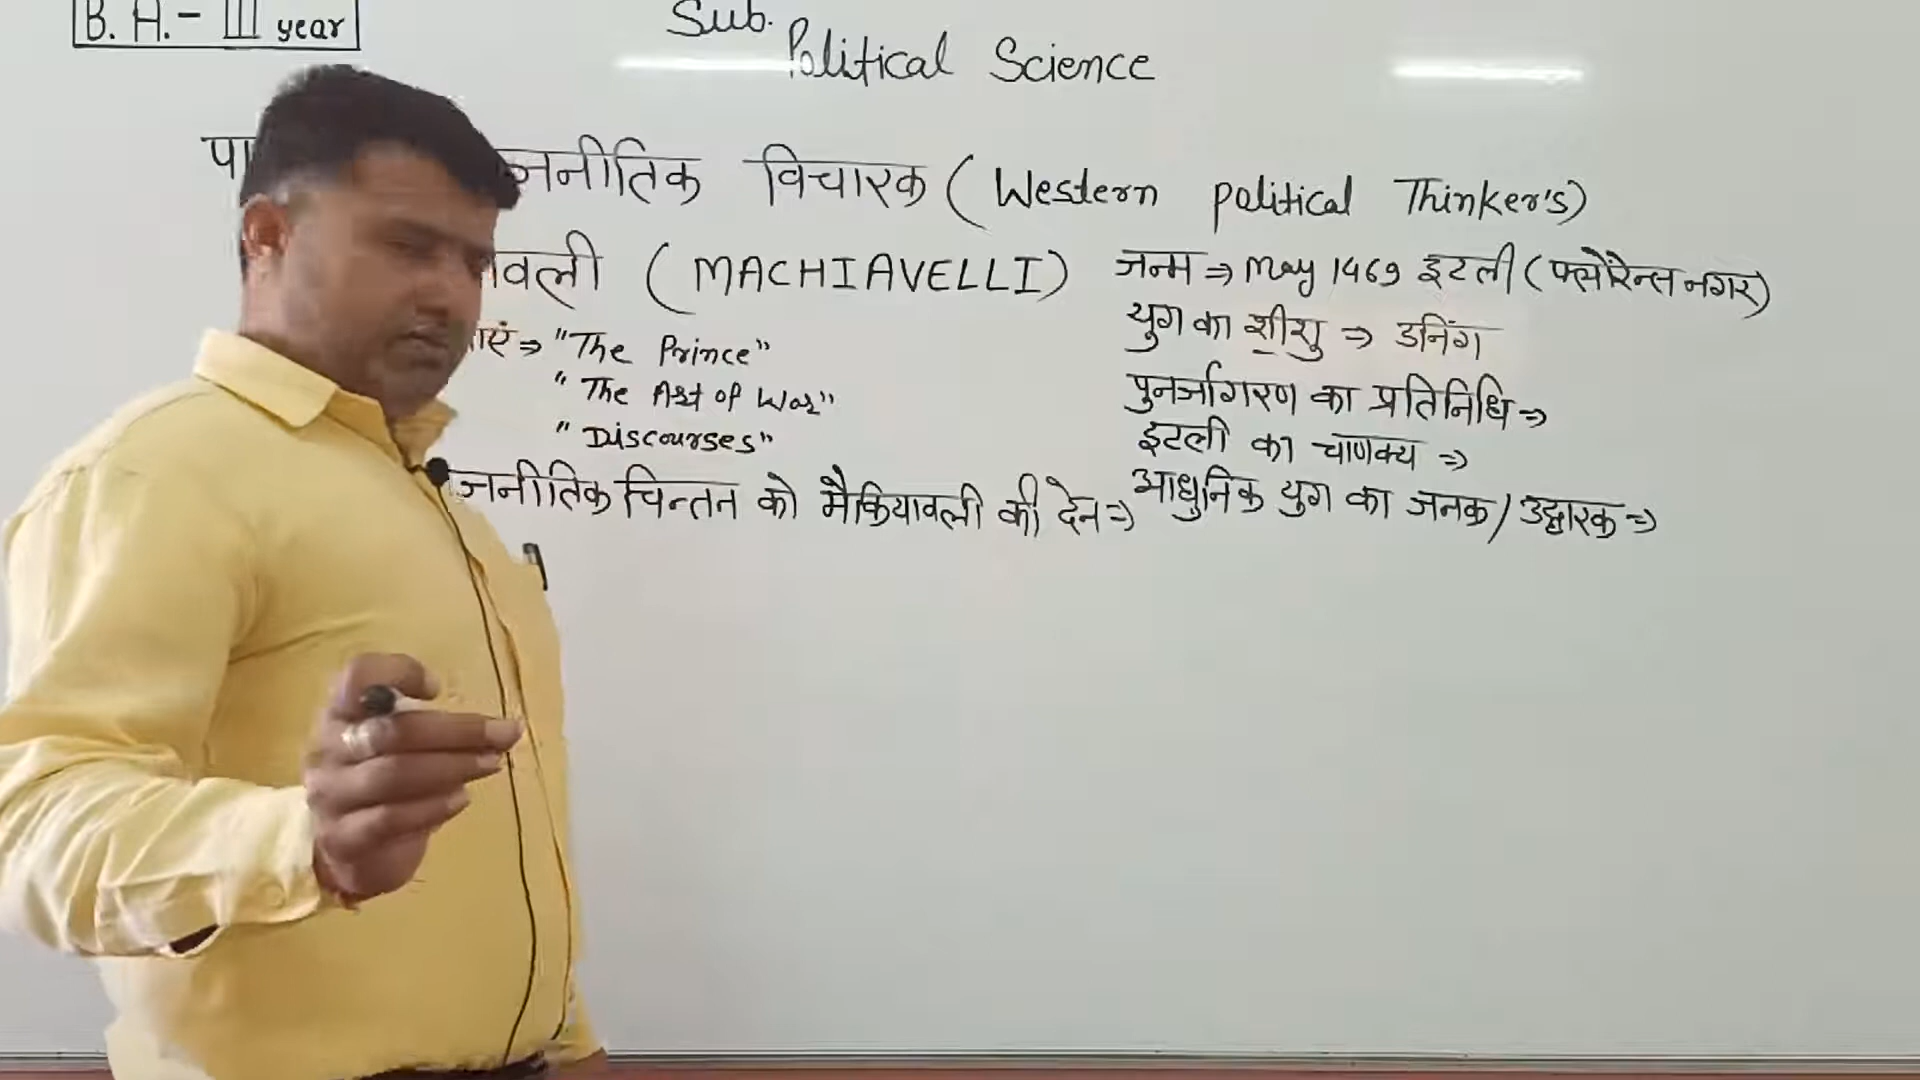 B. A. - III year
Sub. Political Science
पा जनीतिक विचारक ( Western political Thinker's)
वली ( MACHIAVELLI )
जन्म ⇒ May 1469 इटली ( फ्लोरेन्स नगर)
युग का शीशु ⇒ डनिंग
एं ⇒ "The Prince"
"The Art of War"
"Discourses"
पुनर्जागरण का प्रतिनिधि ⇒
इटली का चाणक्य ⇒
जनीतिक चिन्तन को मैकियावली की देन ⇒
आधुनिक युग का जनक/ उद्धारक ⇒